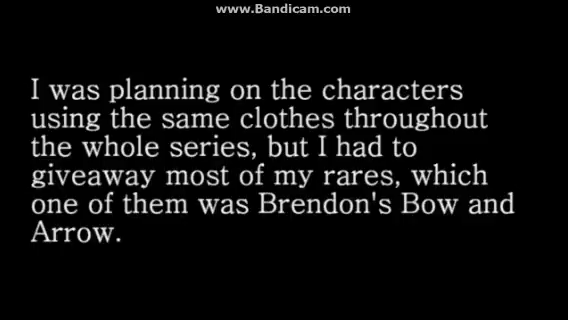 www.Bandicam.com
I was planning on the characters
using the same clothes throughout
the whole series, but I had to
giveaway most of my rares, which
one of them was Brendon's Bow and
Arrow.